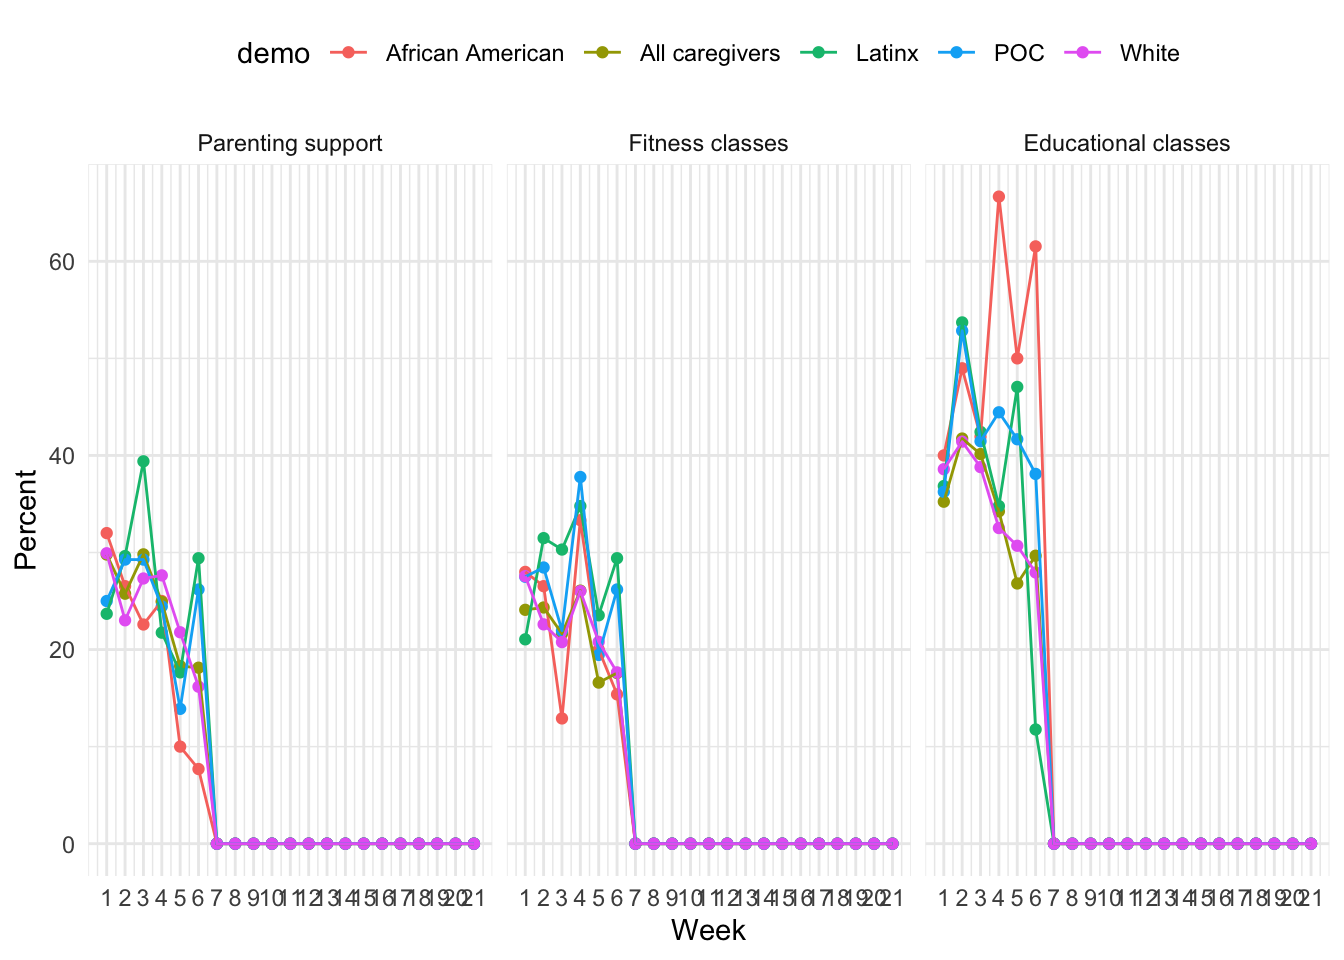 demo African American All caregivers Latinx POC White
Parenting support Fitness classes Educational classes
60
40
20
0
Percent
1 2 3 4 5 6 7 8 9 10 11 12 13 14 15 16 17 18 19 20 21 1 2 3 4 5 6 7 8 9 10 11 12 13 14 15 16 17 18 19 20 21 1 2 3 4 5 6 7 8 9 10 11 12 13 14 15 16 17 18 19 20 21
Week